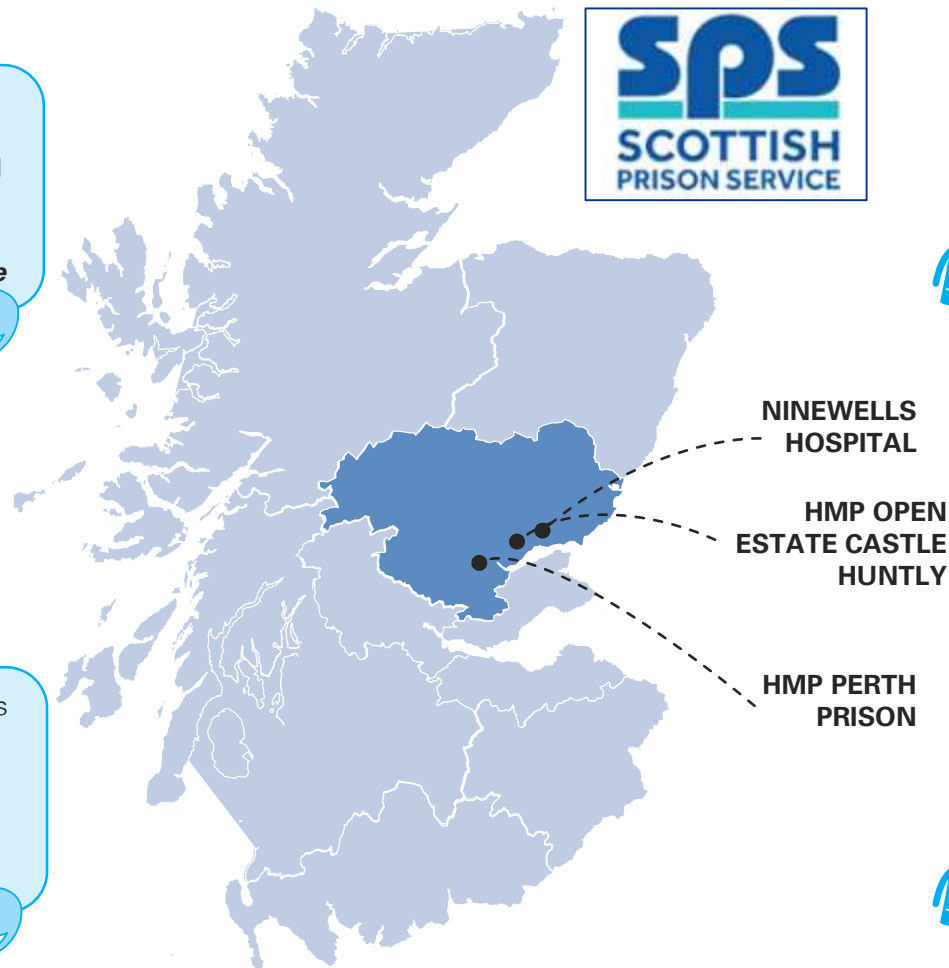 sps
SCOTTISH
PRISON SERVICE
e
NINEWELLS
HOSPITAL
HMP OPEN
ESTATE CASTLE
HUNTLY
s
HMP PERTH
PRISON